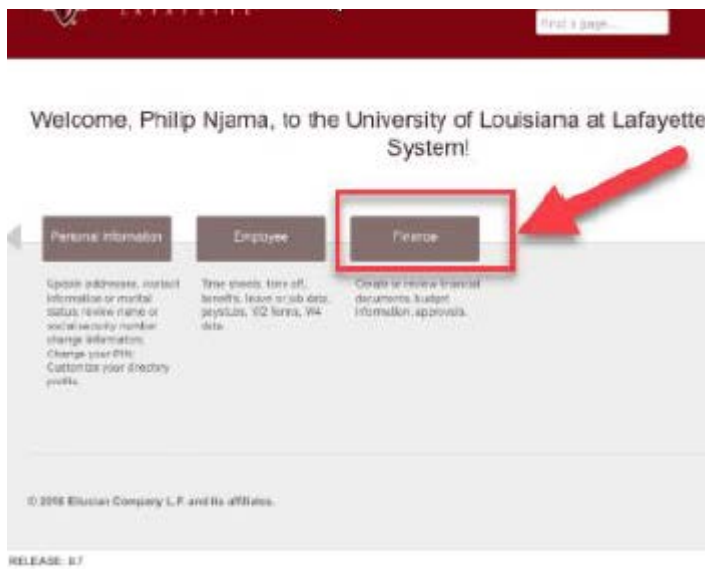 LAFAYETTE
Find a page...
Welcome, Philip Njama, to the University of Louisiana at Lafayette
System!
Personal Information
Employee
Finance
Update addresses, contact
information or marital
status; review name or
social security number
change information;
Change your PIN;
Customize your directory
profile.
Time sheets, time off,
benefits, leave or job data,
paystubs, W2 forms, W4
data.
Create or review financial
documents, budget
information, approvals.
© 2016 Ellucian Company L.P. and its affiliates.
RELEASE: 8.7